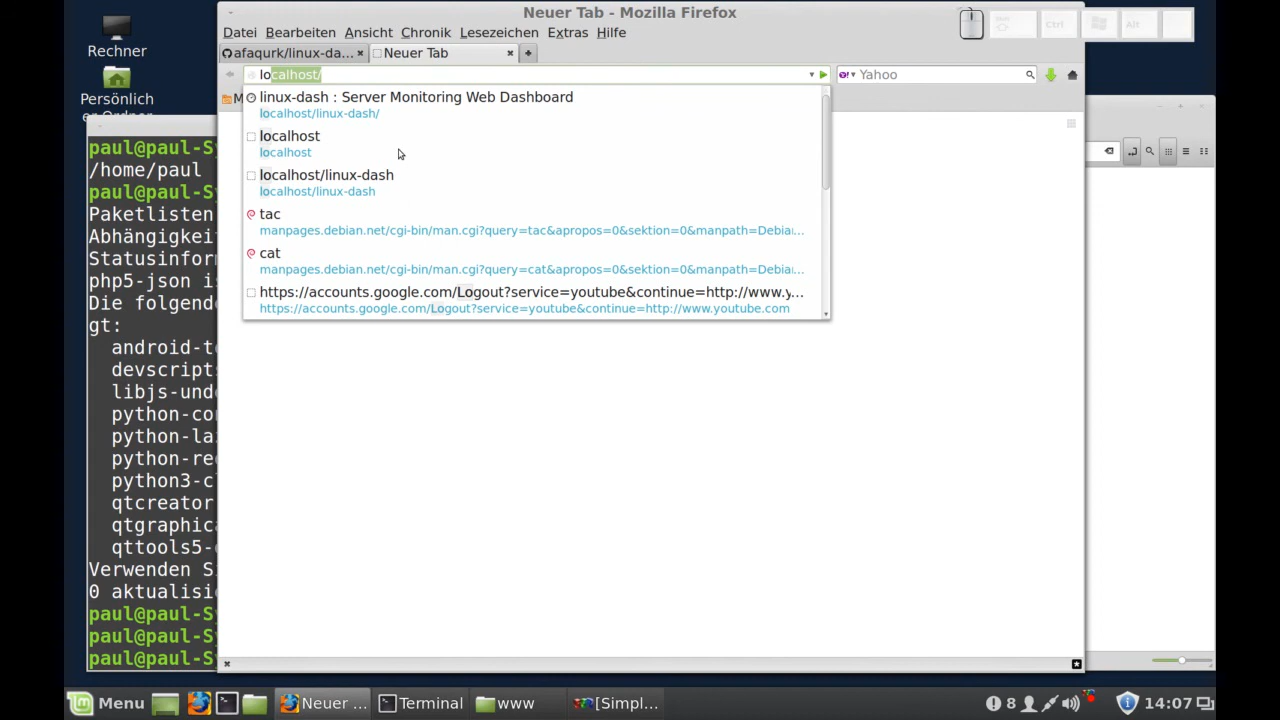 Neuer Tab - Mozilla Firefox
Datei Bearbeiten Ansicht Chronik Lesezeichen Extras Hilfe
Ctrl Alt
afaqurk/linux-da... Neuer Tab
localhost/
Yahoo
Rechner
Persönlich
er Ordner
M
linux-dash : Server Monitoring Web Dashboard
localhost/linux-dash/
localhost
localhost
localhost/linux-dash
localhost/linux-dash
tac
manpages.debian.net/cgi-bin/man.cgi?query=tac&apropos=0&sektion=0&manpath=Debia...
cat
manpages.debian.net/cgi-bin/man.cgi?query=cat&apropos=0&sektion=0&manpath=Debia...
https://accounts.google.com/Logout?service=youtube&continue=http://www.y...
https://accounts.google.com/Logout?service=youtube&continue=http://www.youtube.com
paul@paul-S
/home/paul
paul@paul-S
Paketlisten
Abhängigkei
Statusinfor
php5-json i
Die folgende
gt:
android-t
devscript
libjs-und
python-co
python-la
python-re
python3-c
qtcreator
qtgraphic
qttools5-
Verwenden S
0 aktualisi
paul@paul-S
paul@paul-S
paul@paul-S
Menu Neuer ... Terminal www [Simpl... 8 14:07